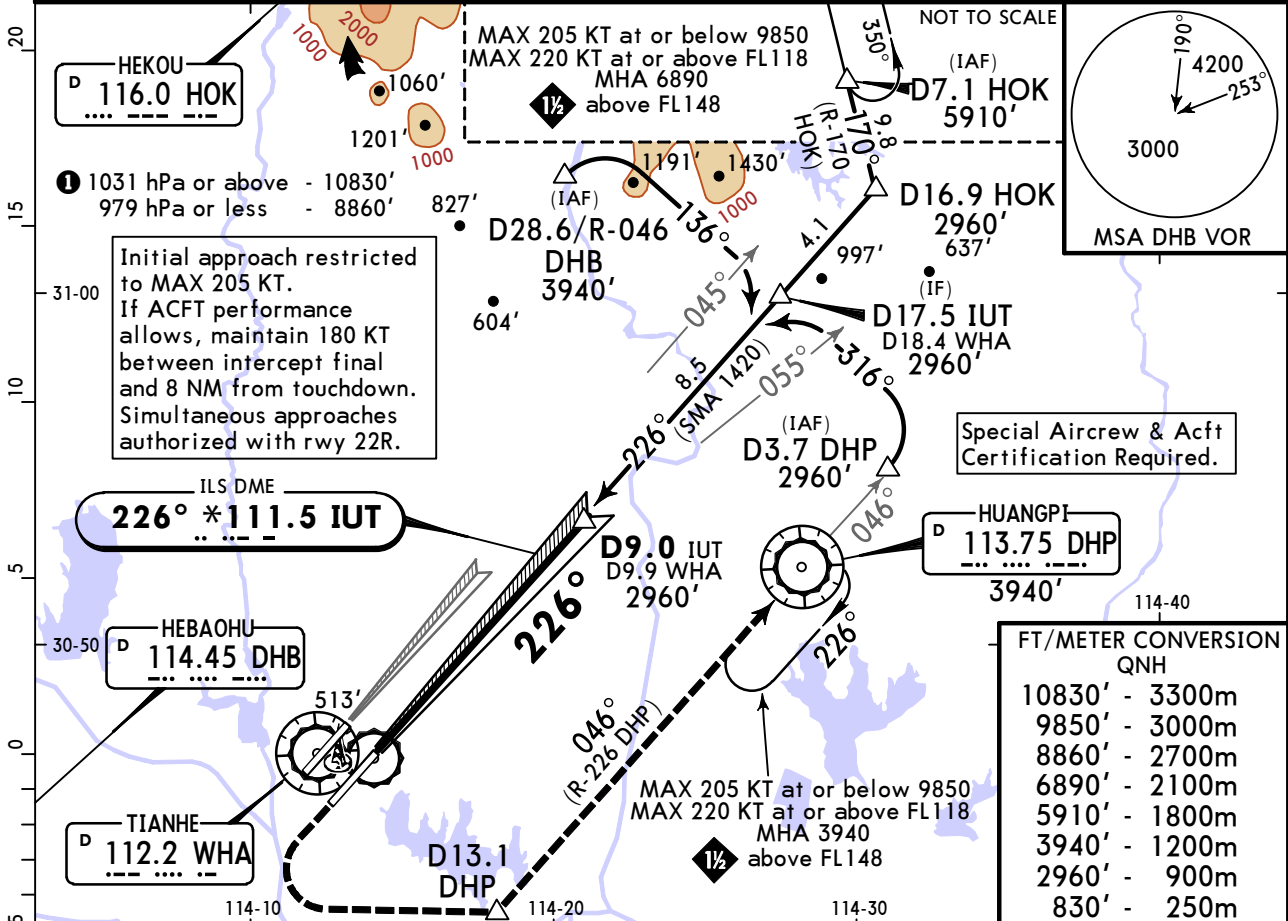 NOT TO SCALE
MAX 205 KT at or below 9850
MAX 220 KT at or above FL118
MHA 6890
1½ above FL148
350°
(IAF)
D7.1 HOK
5910'
190°
4200
253°
3000
MSA DHB VOR
HEKOU
D 116.0 HOK
2000
1000
1060'
1201'
1000
1 1031 hPa or above - 10830'
979 hPa or less - 8860'
827'
604'
Initial approach restricted
to MAX 205 KT.
If ACFT performance
allows, maintain 180 KT
between intercept final
and 8 NM from touchdown.
Simultaneous approaches
authorized with rwy 22R.
1191'
1430'
1000
(IAF)
D28.6/R-046
DHB
3940'
136°
170°
9.8
(R-170
HOK)
D16.9 HOK
2960'
637'
4.1
997'
(IF)
D17.5 IUT
D18.4 WHA
2960'
045°
055°
8.5
(SMA 1420)
226°
316°
(IAF)
D3.7 DHP
2960'
046°
Special Aircrew & Acft
Certification Required.
ILS DME
226° *111.5 IUT
D9.0 IUT
D9.9 WHA
2960'
226°
HUANGPI
D 113.75 DHP
3940'
HEBAOHU
D 114.45 DHB
513'
TIANHE
D 112.2 WHA
226°
046°
(R-226 DHP)
MAX 205 KT at or below 9850
MAX 220 KT at or above FL118
MHA 3940
1½ above FL148
D13.1
DHP
FT/METER CONVERSION
QNH
10830' - 3300m
9850' - 3000m
8860' - 2700m
6890' - 2100m
5910' - 1800m
3940' - 1200m
2960' - 900m
830' - 250m
20
15
10
5
0
5
31-00
30-50
114-10
114-20
114-30
114-40